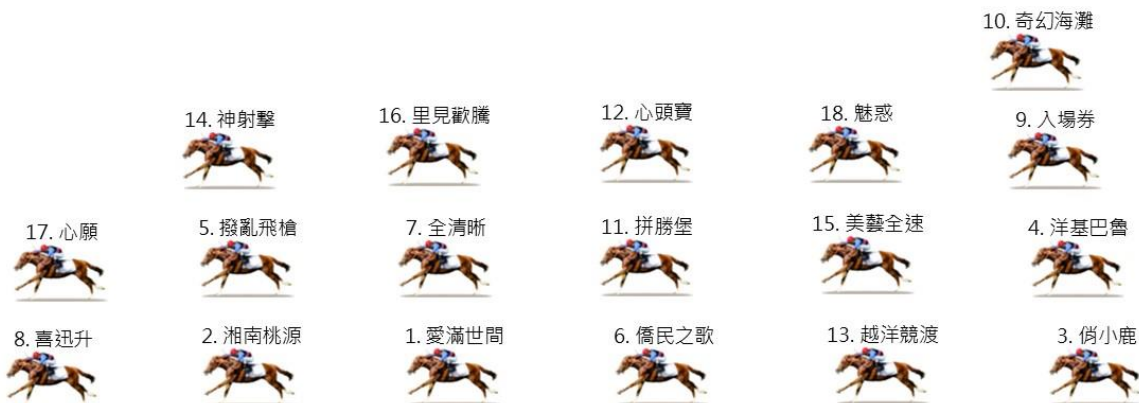 10. 奇幻海灘
14. 神射擊
16. 里見歡騰
12. 心頭寶
18. 魅惑
9. 入場券
17. 心願
5. 撥亂飛槍
7. 全清晰
11. 拼勝堡
15. 美藝全速
4. 洋基巴魯
8. 喜迅升
2. 湘南桃源
1. 愛滿世間
6. 僑民之歌
13. 越洋競渡
3. 俏小鹿